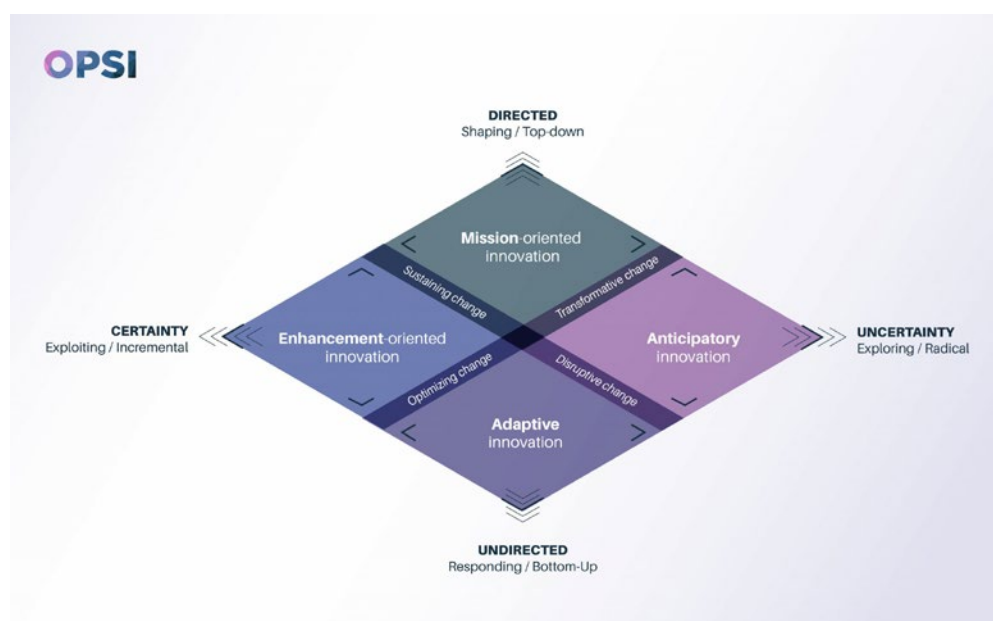 OPSI
DIRECTED
Shaping / Top-down
Mission-oriented
innovation
Sustaining change
Transformative change
CERTAINTY
Exploiting / Incremental
Enhancement-oriented
innovation
Anticipatory
innovation
UNCERTAINTY
Exploring / Radical
Optimizing change
Disruptive change
Adaptive
innovation
UNDIRECTED
Responding / Bottom-Up